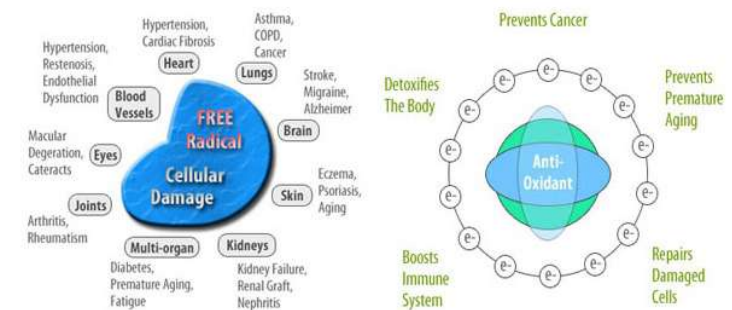 Hypertension,
Cardiac Fibrosis
Heart
Asthma,
COPD,
Cancer
Lungs
Hypertension,
Restenosis,
Endothelial
Dysfunction
Blood
Vessels
Stroke,
Migraine,
Alzheimer
Brain
FREE
Radical
Cellular
Damage
Macular
Degeration,
Cateracts
Eyes
Skin
Eczema,
Psoriasis,
Aging
Joints
Arthritis,
Rheumatism
Multi-organ
Diabetes,
Premature Aging,
Fatigue
Kidneys
Kidney Failure,
Renal Graft,
Nephritis
Prevents Cancer
Detoxifies
The Body
Prevents
Premature
Aging
e-
e-
e-
e-
e-
e-
e-
e-
e-
e-
e-
e-
Anti-
Oxidant
Boosts
Immune
System
Repairs
Damaged
Cells